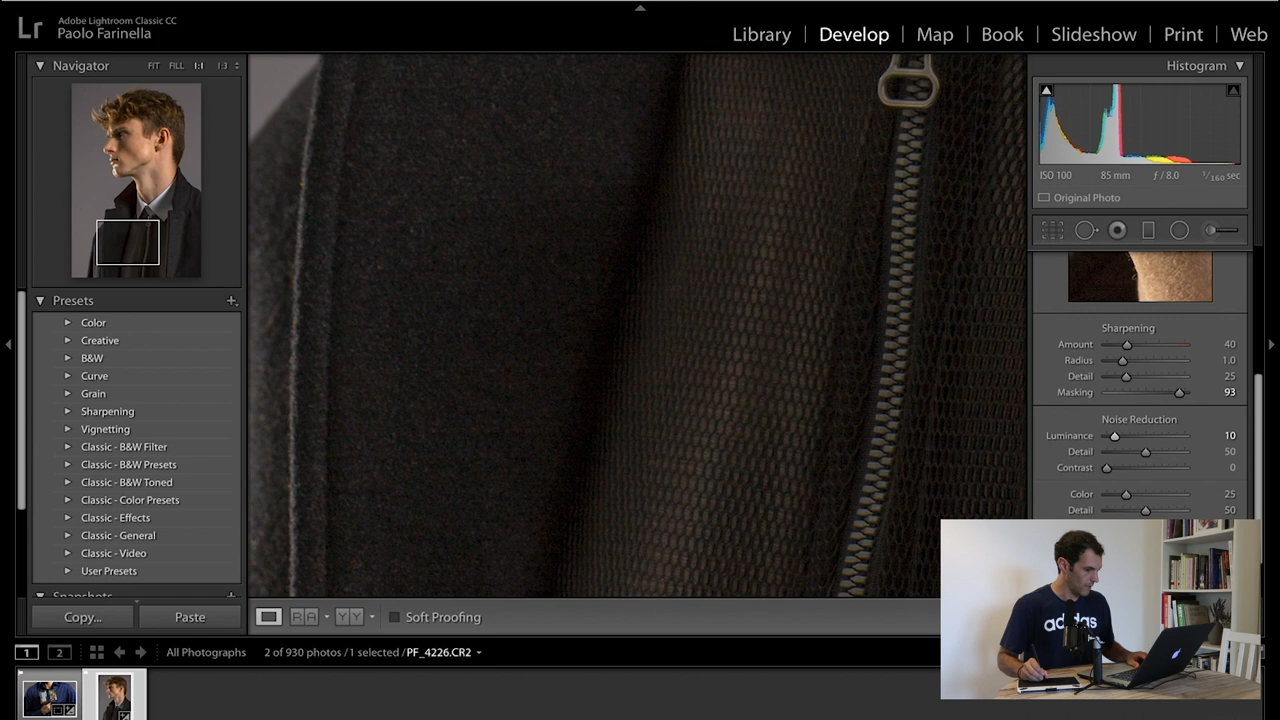 Lr
Adobe Lightroom Classic CC
Paolo Farinella
Library | Develop | Map | Book | Slideshow | Print | Web
Navigator FIT FILL 1:1 1:3
Presets +
Color
Creative
B&W
Curve
Grain
Sharpening
Vignetting
Classic - B&W Filter
Classic - B&W Presets
Classic - B&W Toned
Classic - Color Presets
Classic - Effects
Classic - General
Classic - Video
User Presets
Snapshots +
Copy... Paste
Histogram
ISO 100 85 mm ƒ / 8.0 1/160 sec
Original Photo
Sharpening
Amount 40
Radius 1.0
Detail 25
Masking 93
Noise Reduction
Luminance 10
Detail 50
Contrast 0
Color 25
Detail 50
R A Y Y Soft Proofing
1 2 All Photographs 2 of 930 photos / 1 selected / PF_4226.CR2
adidas